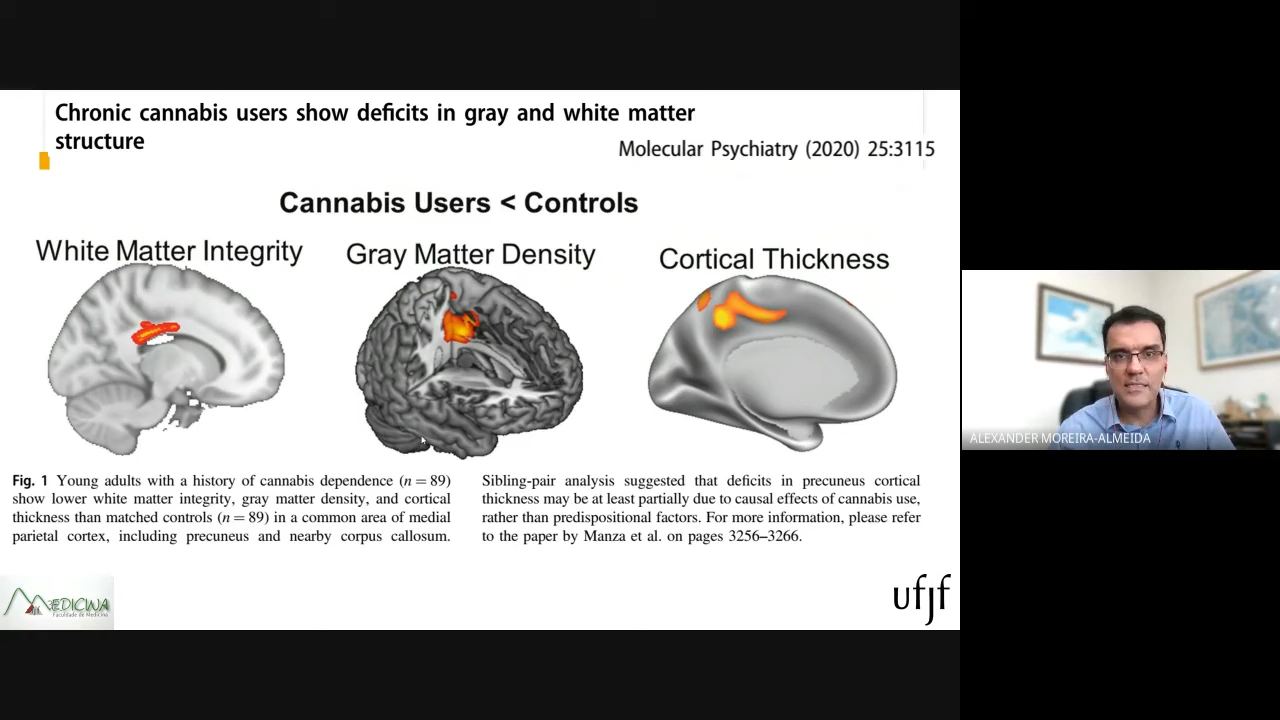 Chronic cannabis users show deficits in gray and white matter
structure
Molecular Psychiatry (2020) 25:3115
Cannabis Users < Controls
White Matter Integrity
Gray Matter Density
Cortical Thickness
Fig. 1 Young adults with a history of cannabis dependence (n = 89)
show lower white matter integrity, gray matter density, and cortical
thickness than matched controls (n = 89) in a common area of medial
parietal cortex, including precuneus and nearby corpus callosum.
Sibling-pair analysis suggested that deficits in precuneus cortical
thickness may be at least partially due to causal effects of cannabis use,
rather than predispositional factors. For more information, please refer
to the paper by Manza et al. on pages 3256–3266.
MEDICINA
Faculdade de Medicina
ufjf
ALEXANDER MOREIRA-ALMEIDA